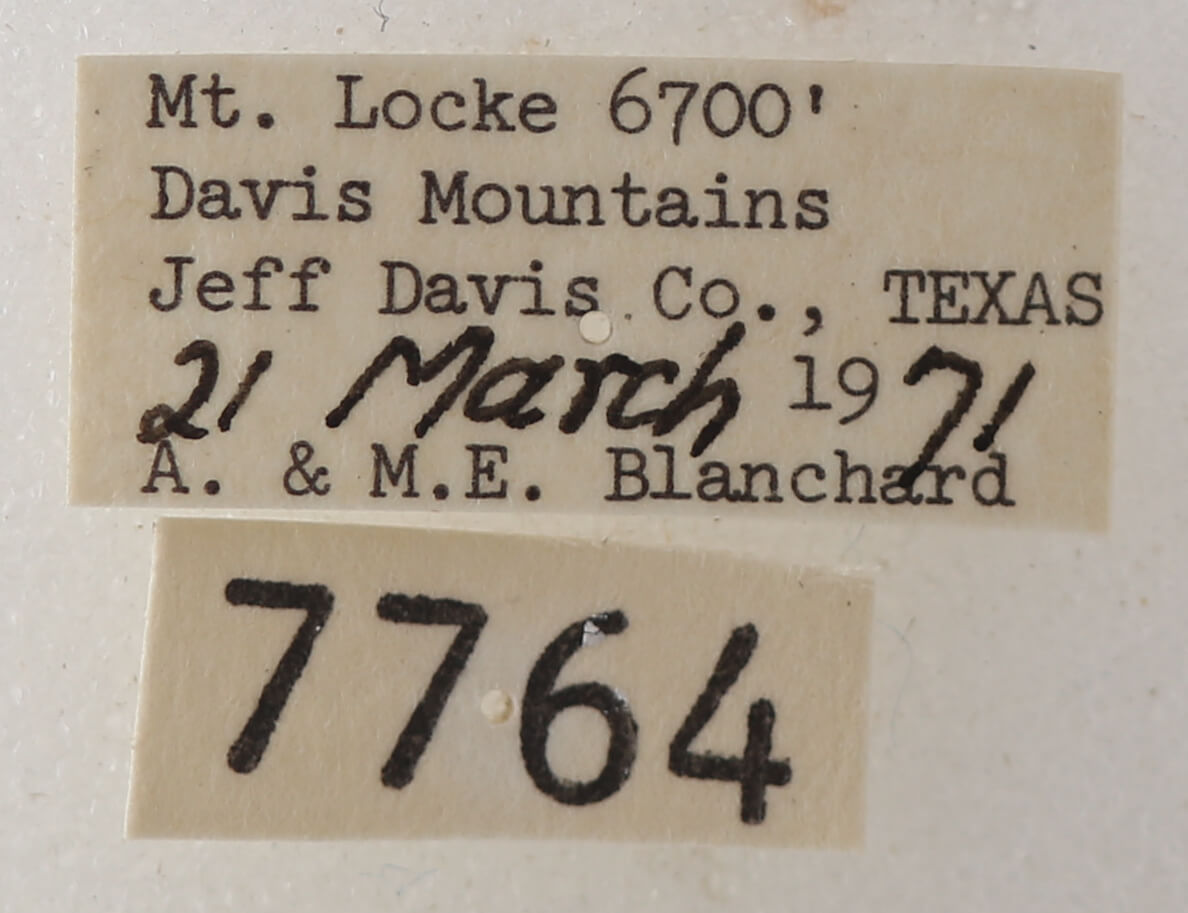 Mt. Locke 6700'
Davis Mountains
Jeff Davis Co., TEXAS
21 March 1971
A. & M.E. Blanchard
7764